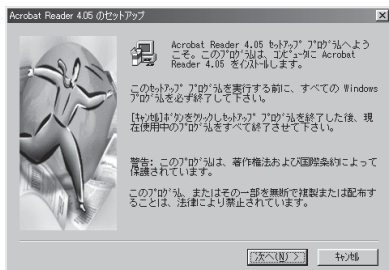 Acrobat Reader 4.05 のセットアップ
Acrobat Reader 4.05 ｾｯﾄｱｯﾌﾟ ﾌﾟﾛｸﾞﾗﾑへよう
こそ。このﾌﾟﾛｸﾞﾗﾑは、ｺﾝﾋﾟｭｰﾀに Acrobat
Reader 4.05 をｲﾝｽﾄｰﾙします。
このｾｯﾄｱｯﾌﾟ ﾌﾟﾛｸﾞﾗﾑを実行する前に、すべての Windows
ﾌﾟﾛｸﾞﾗﾑを必ず終了して下さい。
[ｷｬﾝｾﾙ]ﾎﾞﾀﾝをｸﾘｯｸしｾｯﾄｱｯﾌﾟ ﾌﾟﾛｸﾞﾗﾑを終了した後、現
在使用中のﾌﾟﾛｸﾞﾗﾑをすべて終了させて下さい。
警告: このﾌﾟﾛｸﾞﾗﾑは、著作権法および国際条約によって
保護されています。
このﾌﾟﾛｸﾞﾗﾑ、またはその一部を無断で複製または配布す
ることは、法律により禁止されています。
次へ(N) >
ｷｬﾝｾﾙ